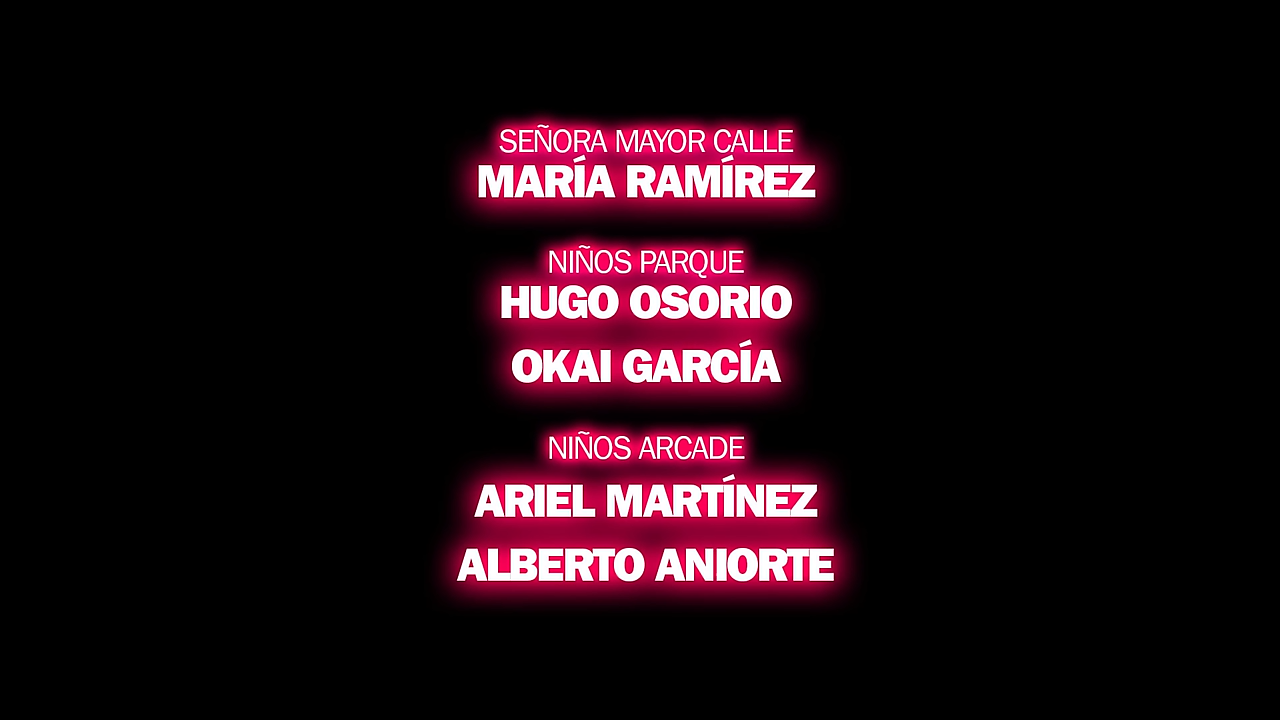 SEÑORA MAYOR CALLE
MARÍA RAMÍREZ
NIÑOS PARQUE
HUGO OSORIO
OKAI GARCÍA
NIÑOS ARCADE
ARIEL MARTÍNEZ
ALBERTO ANIORTE